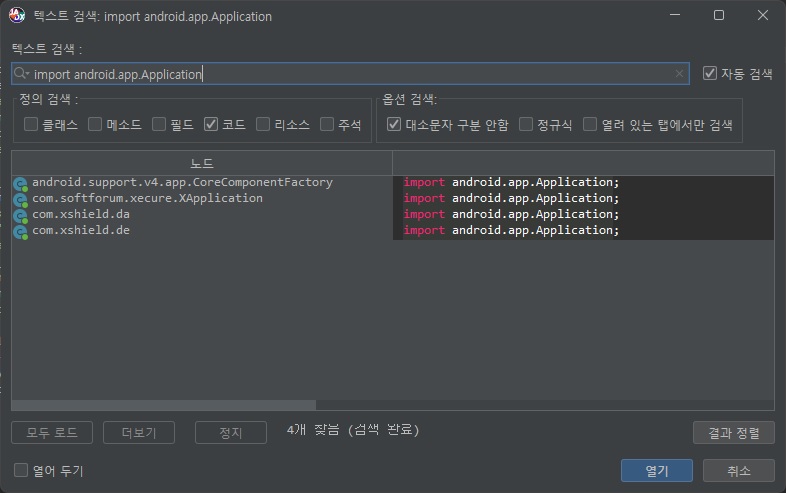 텍스트 검색: import android.app.Application
텍스트 검색 :
import android.app.Application
자동 검색
정의 검색 :
클래스 메소드 필드 코드 리소스 주석
옵션 검색:
대소문자 구분 안함 정규식 열려 있는 탭에서만 검색
노드
android.support.v4.app.CoreComponentFactory import android.app.Application;
com.softforum.xecure.XApplication import android.app.Application;
com.xshield.da import android.app.Application;
com.xshield.de import android.app.Application;
모두 로드 더보기 정지 4개 찾음 (검색 완료) 결과 정렬
열어 두기 열기 취소